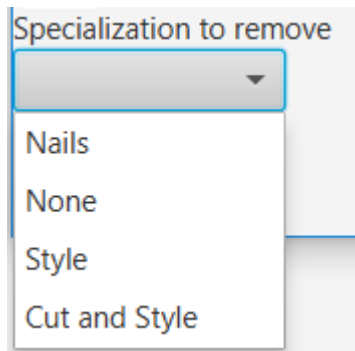 Specialization to remove
Nails
None
Style
Cut and Style